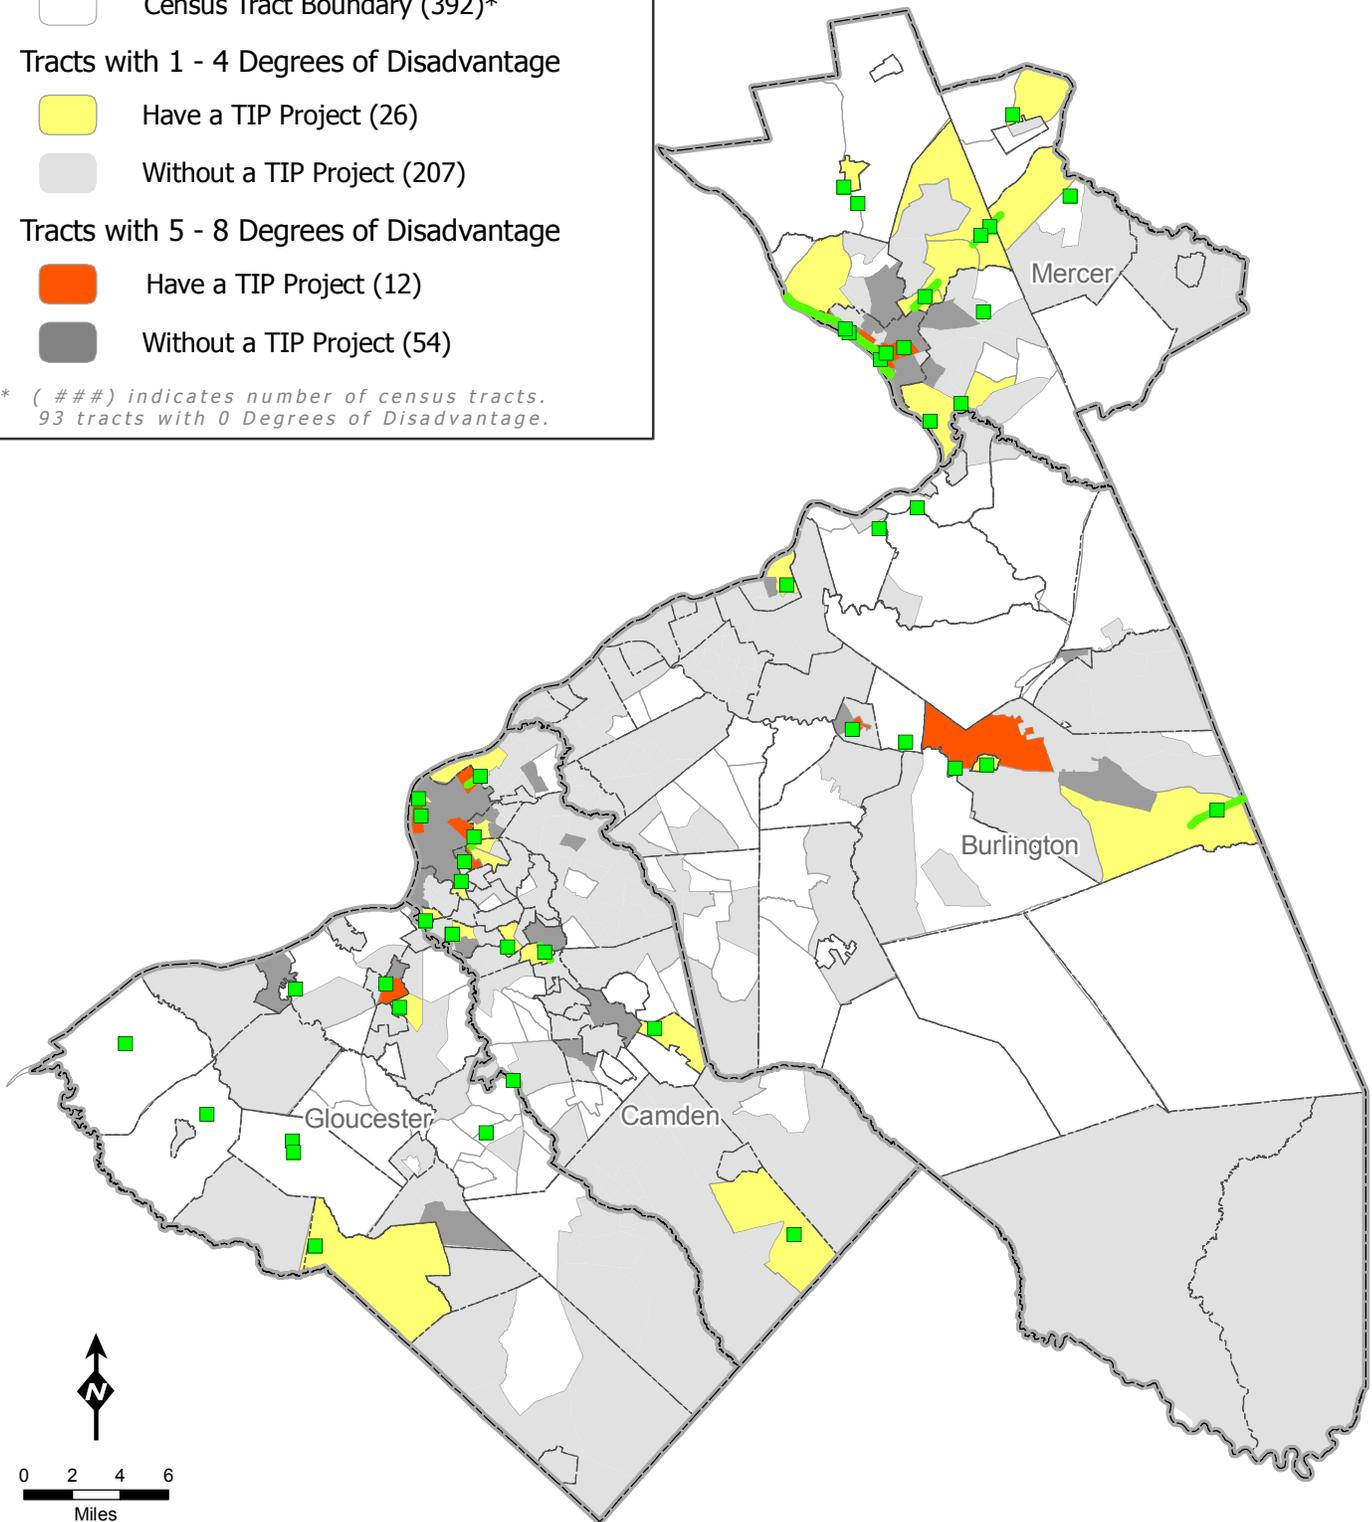 Census Tract Boundary (392)*
Tracts with 1 - 4 Degrees of Disadvantage
Have a TIP Project (26)
Without a TIP Project (207)
Tracts with 5 - 8 Degrees of Disadvantage
Have a TIP Project (12)
Without a TIP Project (54)
* ( ###) indicates number of census tracts.
93 tracts with 0 Degrees of Disadvantage.
Mercer
Burlington
Gloucester
Camden
N
0 2 4 6
Miles